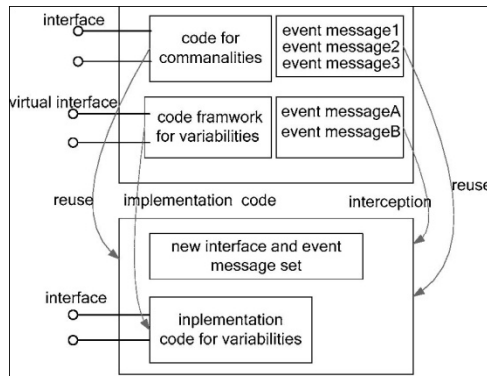 interface
code for
commanalities
event message1
event message2
event message3
virtual interface
code framwork
for variabilities
event messageA
event messageB
reuse
implementation code
interception
reuse
new interface and event
message set
interface
inplementation
code for variabilities